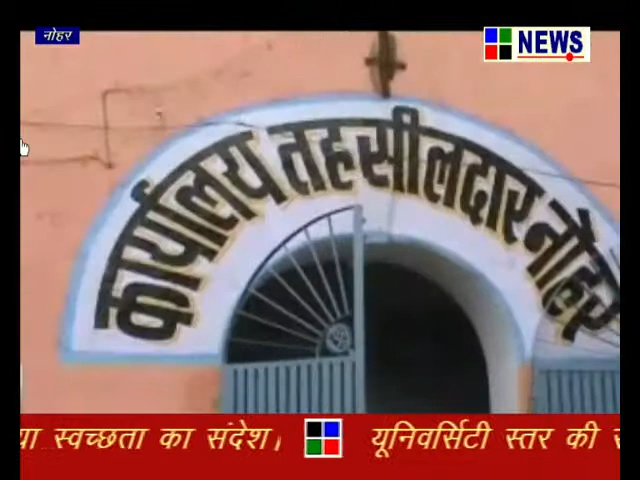 नोहर
NEWS
कार्यालय तहसीलदार नोहर
स्वच्छता का संदेश। यूनिवर्सिटी स्तर की